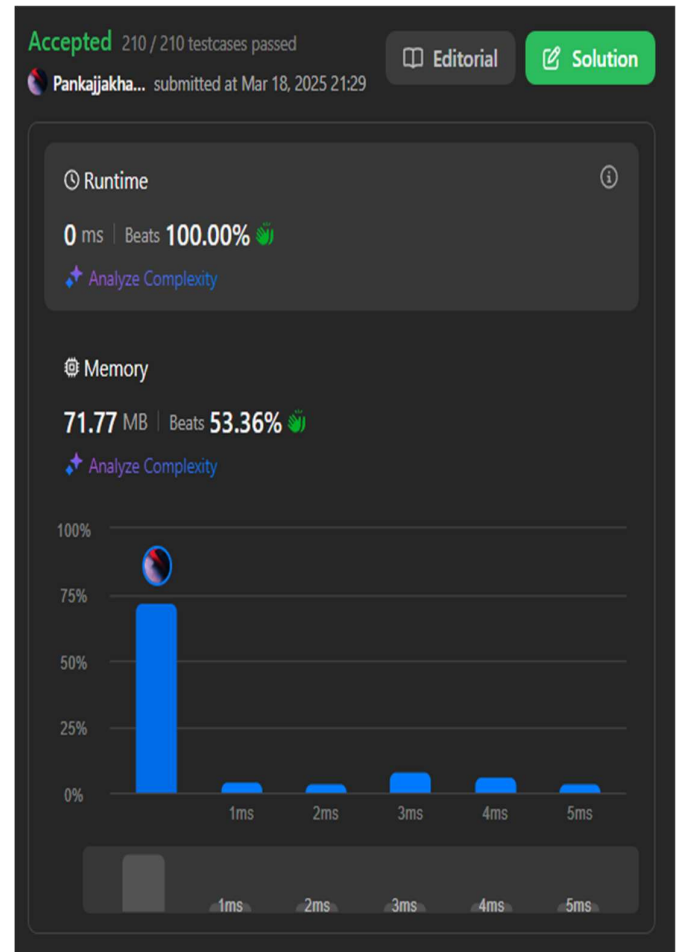 Accepted 210 / 210 testcases passed
Editorial
Solution
Pankajjakha... submitted at Mar 18, 2025 21:29
Runtime
0 ms | Beats 100.00%
Analyze Complexity
Memory
71.77 MB | Beats 53.36%
Analyze Complexity
100%
75%
50%
25%
0%
1ms 2ms 3ms 4ms 5ms
1ms 2ms 3ms 4ms 5ms